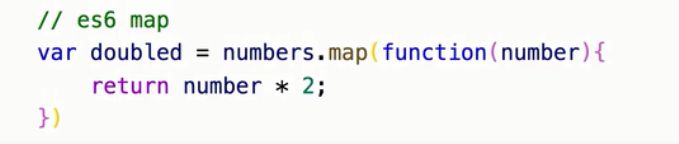 // es6 map
var doubled = numbers.map(function(number){
    return number * 2;
})